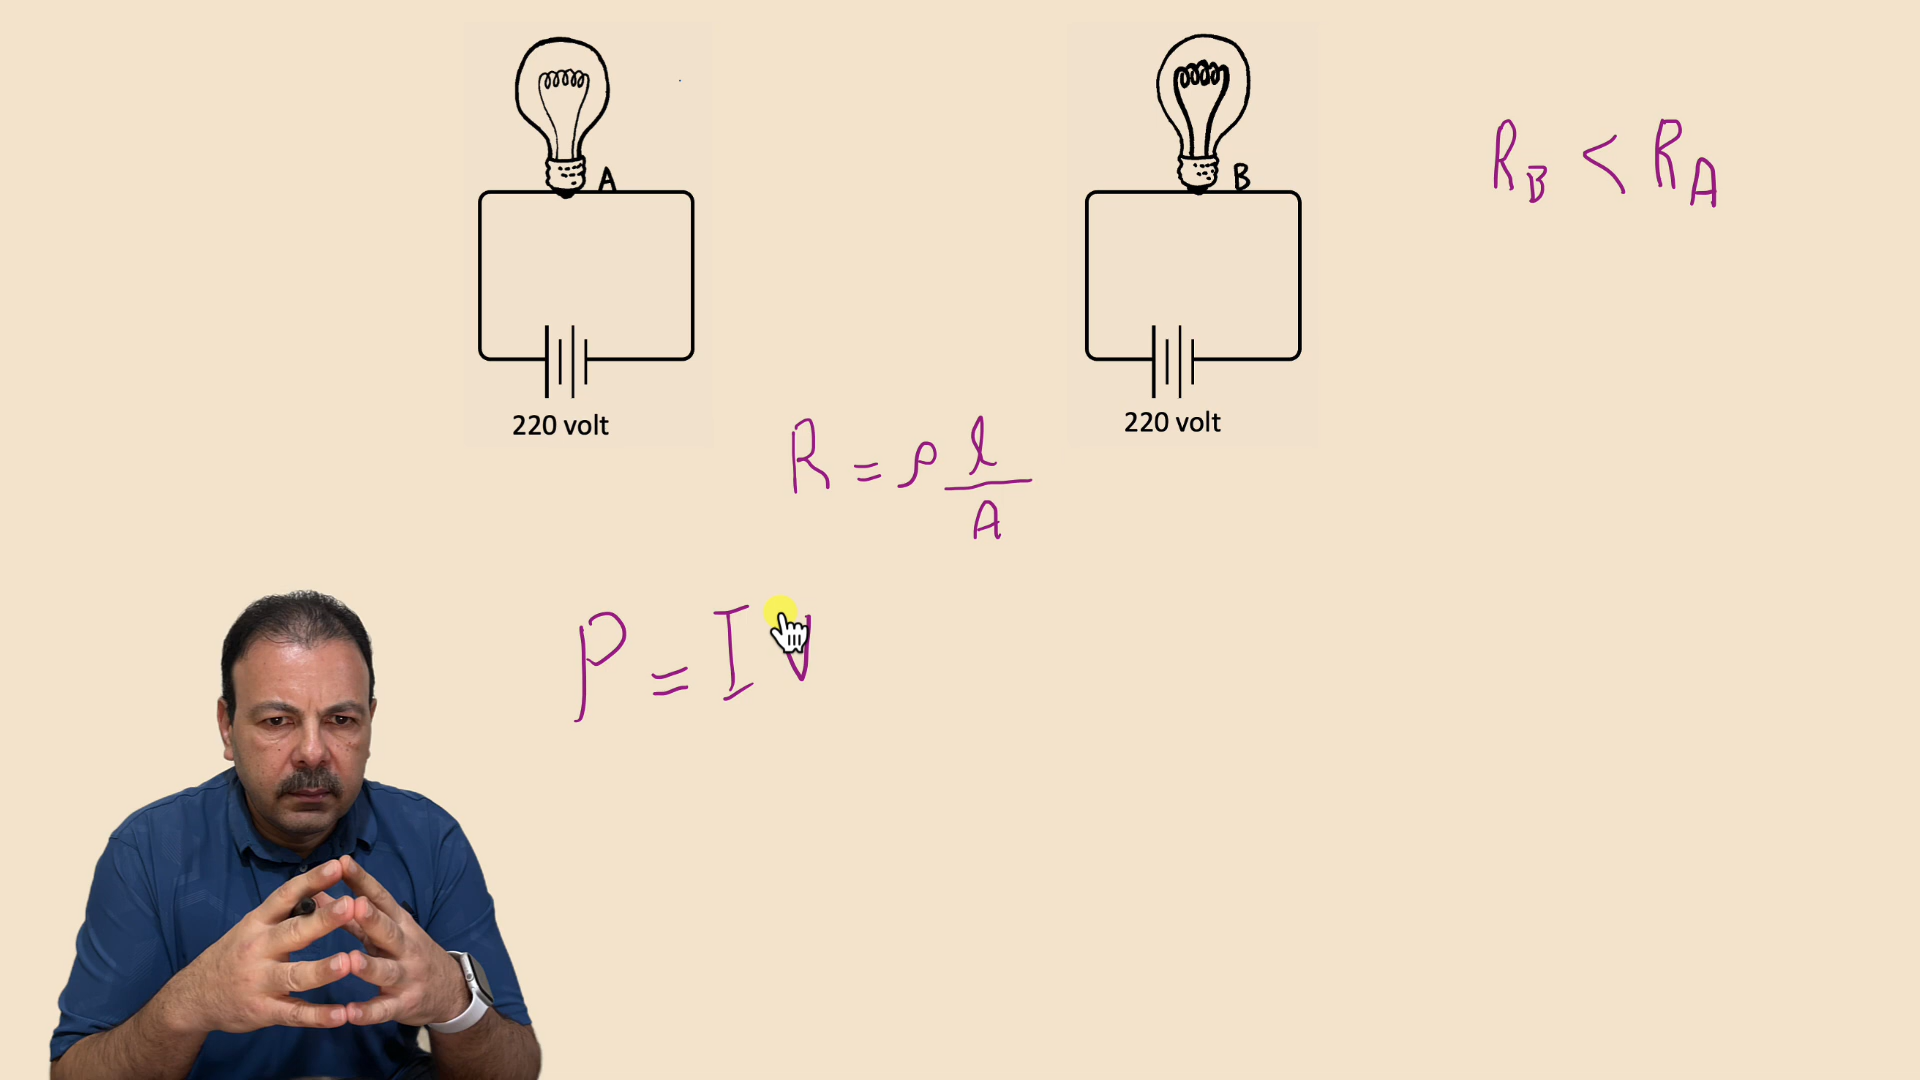 A
B
R_B < R_A
220 volt
220 volt
R = ρ l / A
P = I V